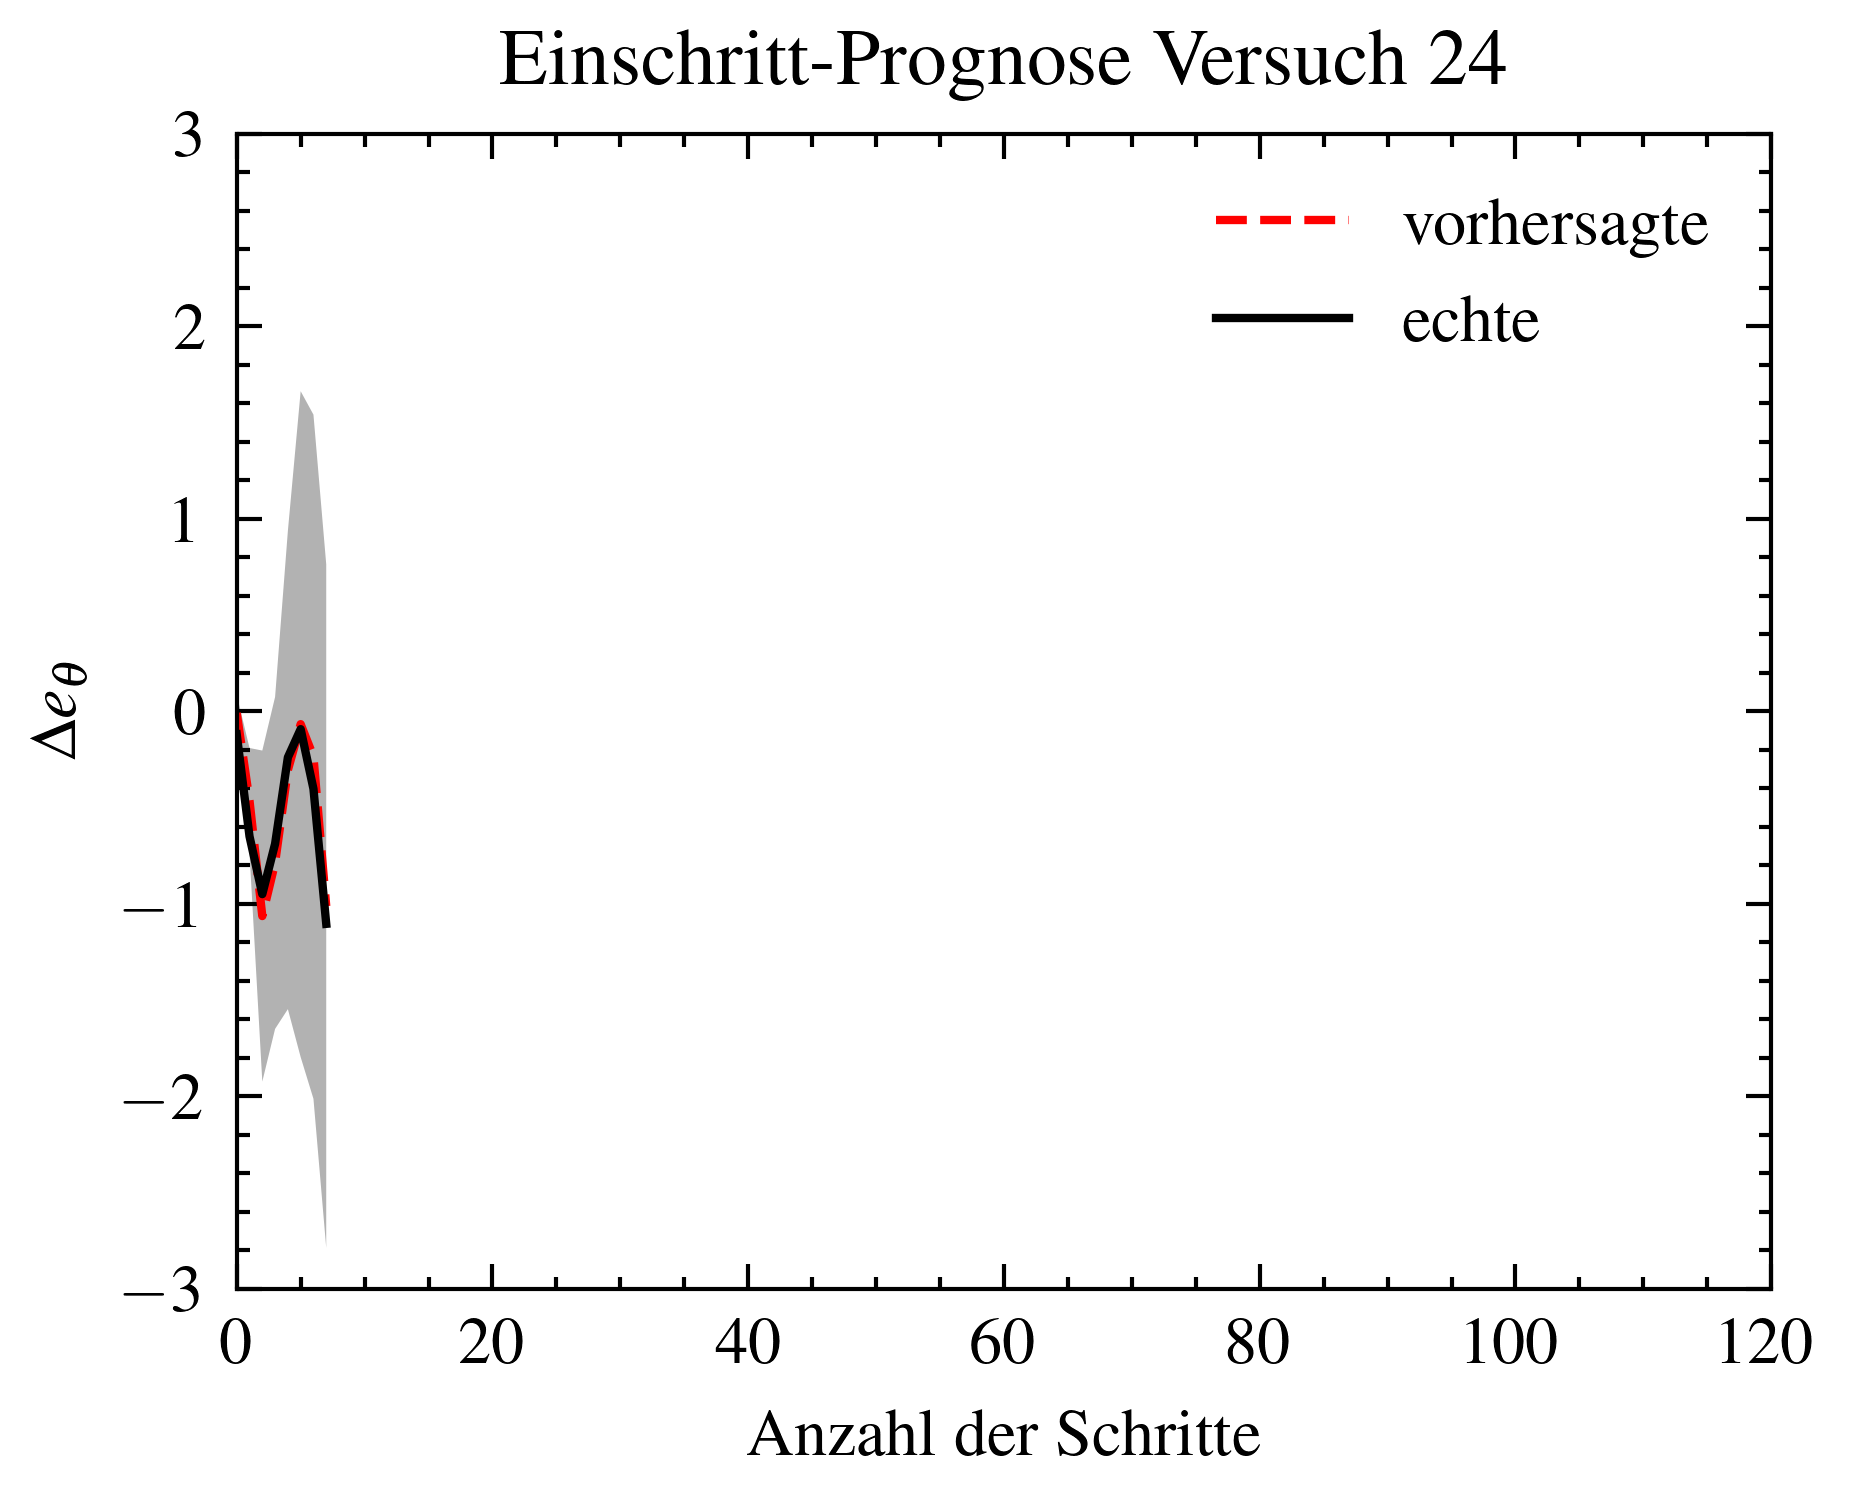 Einschritt-Prognose Versuch 24
vorhersagte
echte
3
2
1
0
−1
−2
−3
Δe_θ
0 20 40 60 80 100 120
Anzahl der Schritte